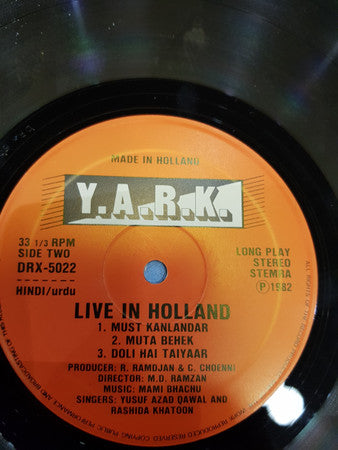 MADE IN HOLLAND
Y.A.R.K.
33 1/3 RPM
SIDE TWO
DRX-5022
HINDI/urdu
LONG PLAY
STEREO
STEMRA
Ⓟ1982
LIVE IN HOLLAND
1. MUST KANLANDAR
2. MUTA BEHEK
3. DOLI HAI TAIYAAR
PRODUCER: R. RAMOJAN & C. CHOENNI
DIRECTOR: M.D. RAMZAN
MUSIC: MAMI BHACHU
SINGERS: YUSUF AZAD QAWAL AND
RASHIDA KHATOON